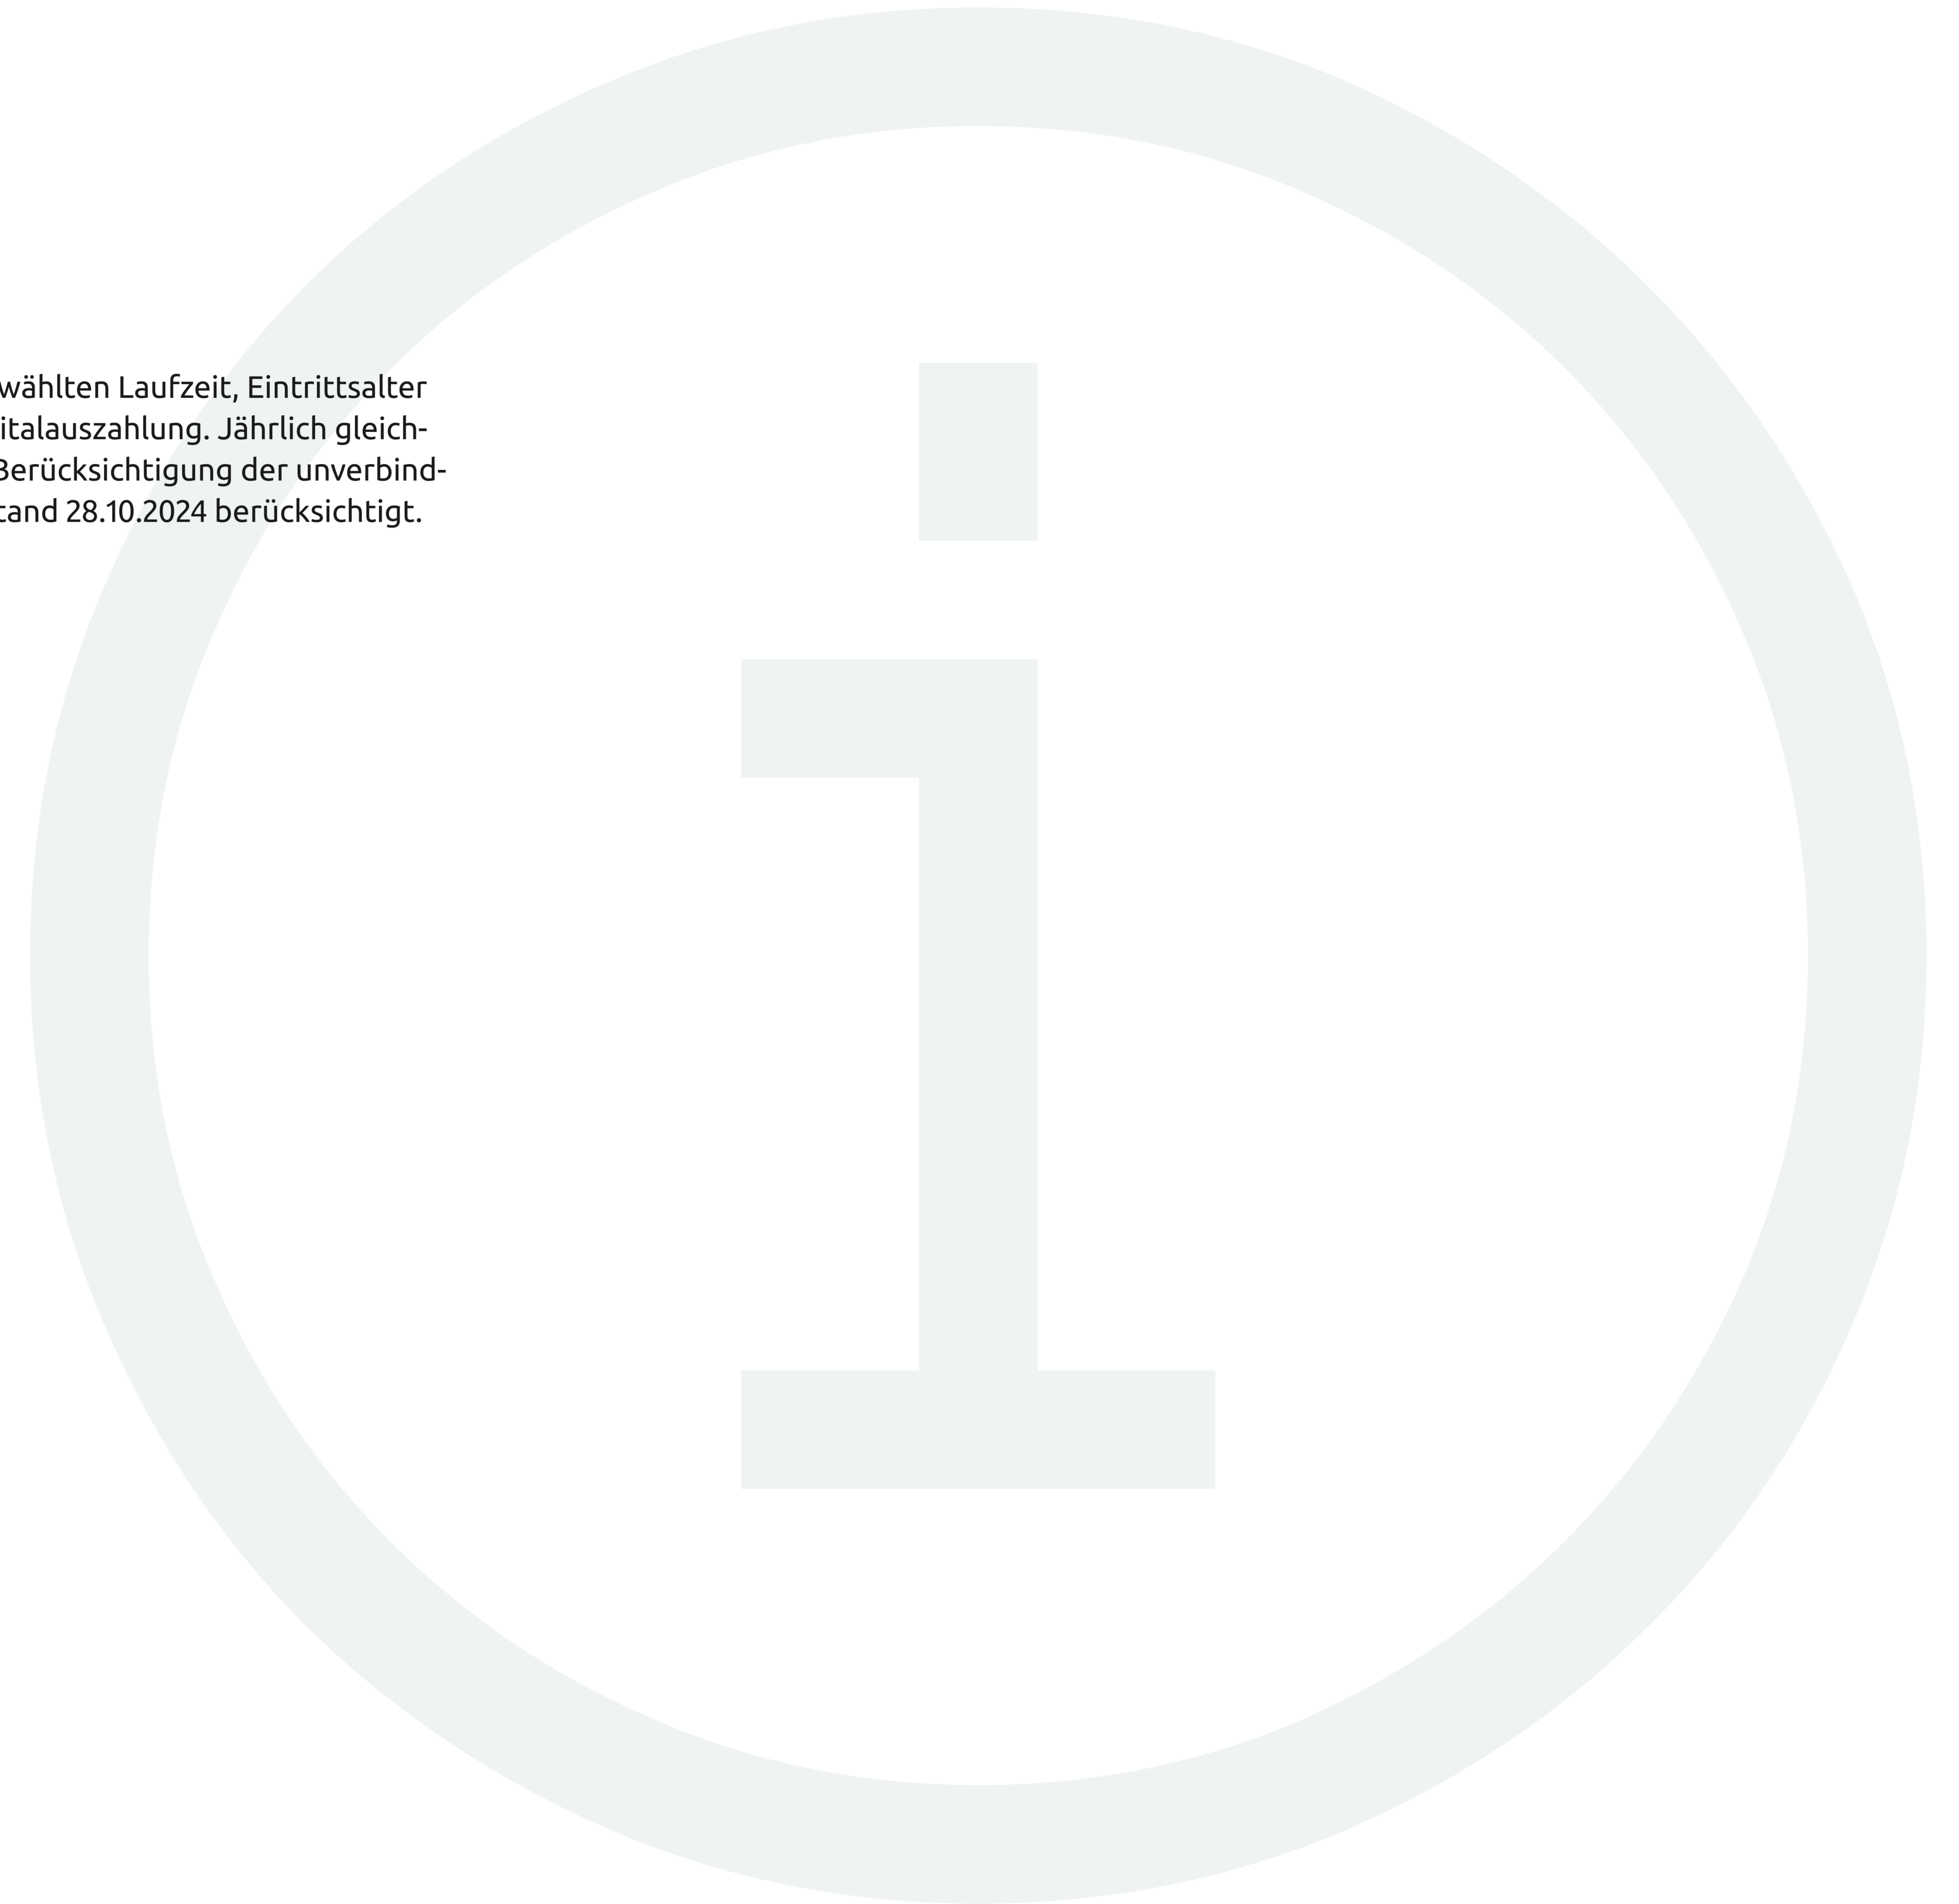 wählten Laufzeit, Eintrittsalter
italauszahlung. Jährlich gleich-
Berücksichtigung der unverbind-
tand 28.10.2024 berücksichtigt.